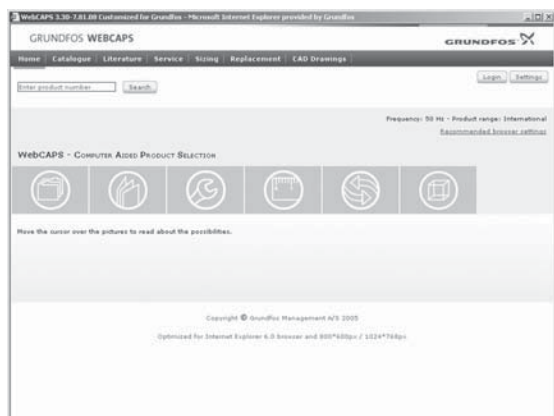 WebCAPS 3.30-7.01.00 Customized for Grundfos - Microsoft Internet Explorer provided by Grundfos
GRUNDFOS WEBCAPS
GRUNDFOS
Home Catalogue Literature Service Sizing Replacement CAD Drawings
Login Settings
Enter product number Search
Frequency: 50 Hz - Product range: International
Recommended browser settings
WebCAPS - Computer Aided Product Selection
Move the cursor over the pictures to read about the possibilities.
Copyright © Grundfos Management A/S 2005
Optimized for Internet Explorer 6.0 browser and 800*600px / 1024*768px